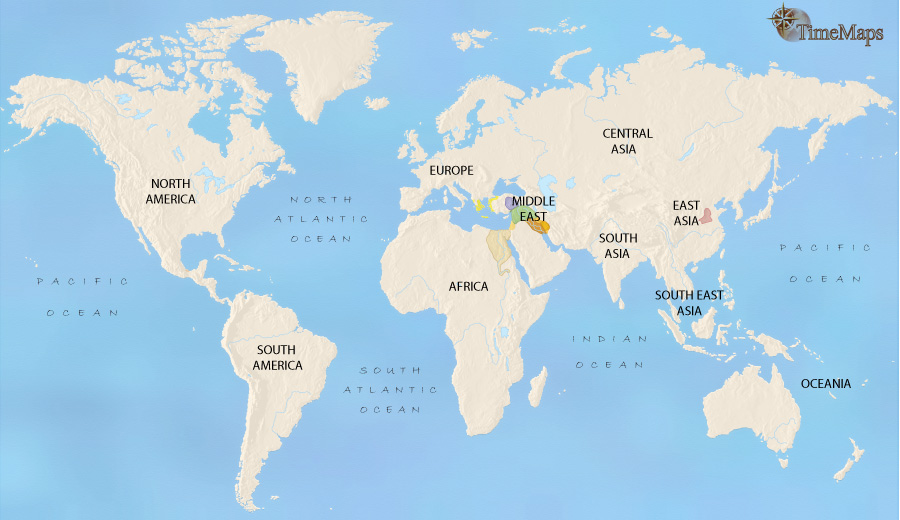 TimeMaps
CENTRAL
ASIA
EUROPE
NORTH
AMERICA
NORTH
ATLANTIC
OCEAN
MIDDLE
EAST
EAST
ASIA
SOUTH
ASIA
PACIFIC
OCEAN
PACIFIC
OCEAN
AFRICA
SOUTH EAST
ASIA
INDIAN
OCEAN
SOUTH
AMERICA
SOUTH
ATLANTIC
OCEAN
OCEANIA